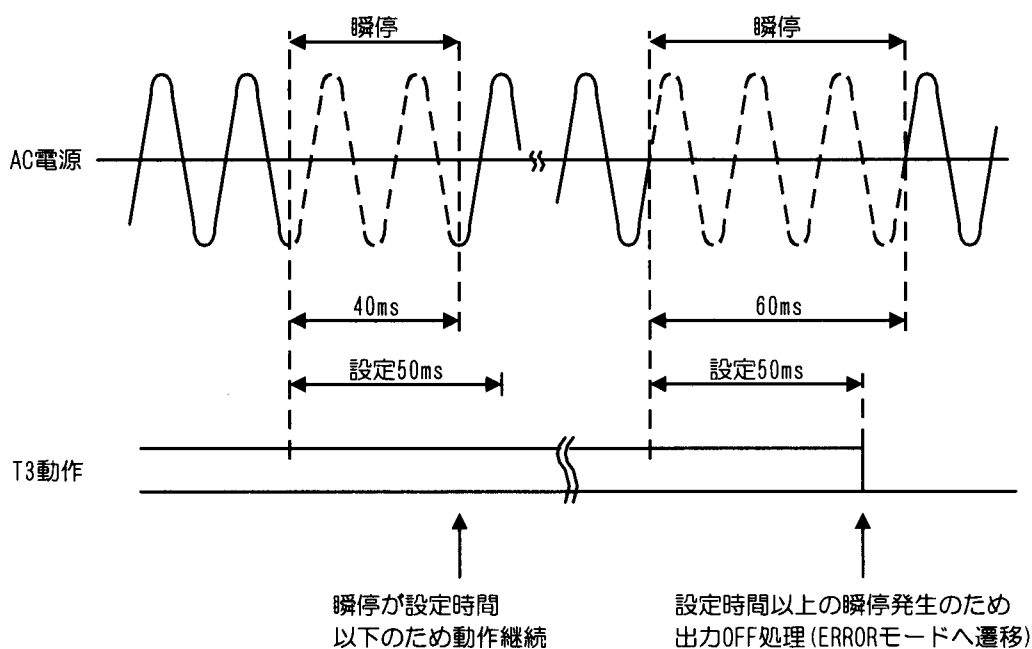 瞬停
瞬停
AC電源
40ms
60ms
設定50ms
設定50ms
T3動作
瞬停が設定時間
以下のため動作継続
設定時間以上の瞬停発生のため
出力OFF処理(ERRORモードへ遷移)